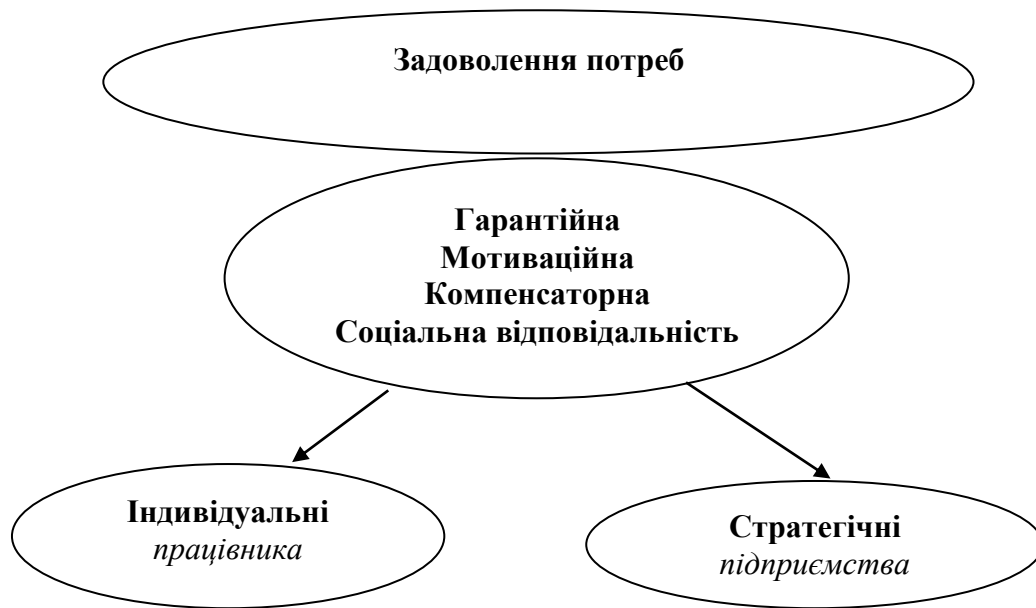 Задоволення потреб
Гарантійна
Мотиваційна
Компенсаторна
Соціальна відповідальність
Індивідуальні
працівника
Стратегічні
підприємства